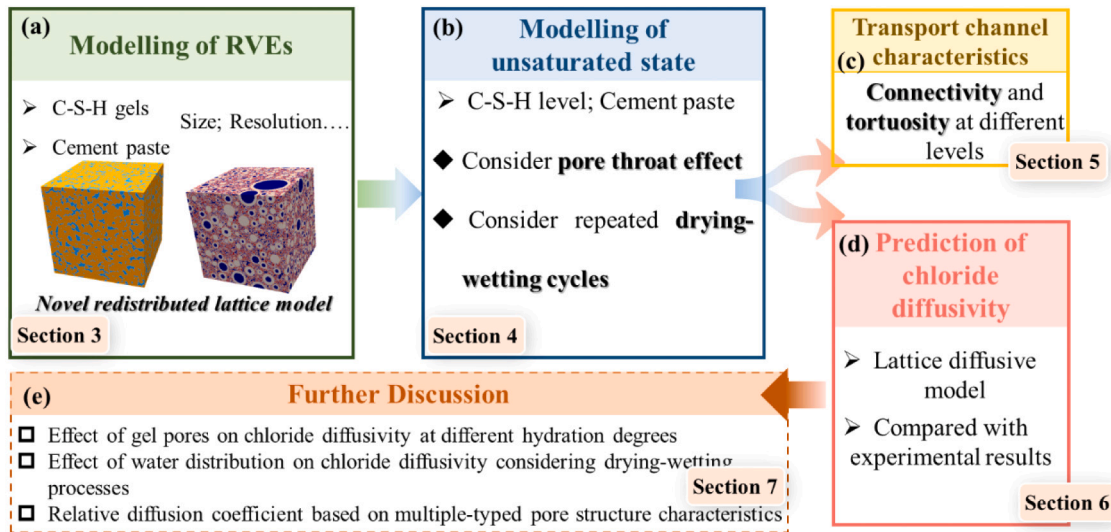 (a)
Modelling of RVEs
➢ C-S-H gels
Size; Resolution….
➢ Cement paste
Novel redistributed lattice model
Section 3
(b)
Modelling of
unsaturated state
➢ C-S-H level; Cement paste
◆ Consider pore throat effect
◆ Consider repeated drying-
wetting cycles
Section 4
Transport channel
(c) characteristics
Connectivity and
tortuosity at different
levels
Section 5
(d) Prediction of
chloride
diffusivity
➢ Lattice diffusive
model
➢ Compared with
experimental results
Section 6
(e)
Further Discussion
❑ Effect of gel pores on chloride diffusivity at different hydration degrees
❑ Effect of water distribution on chloride diffusivity considering drying-wetting
processes
❑ Relative diffusion coefficient based on multiple-typed pore structure characteristics
Section 7